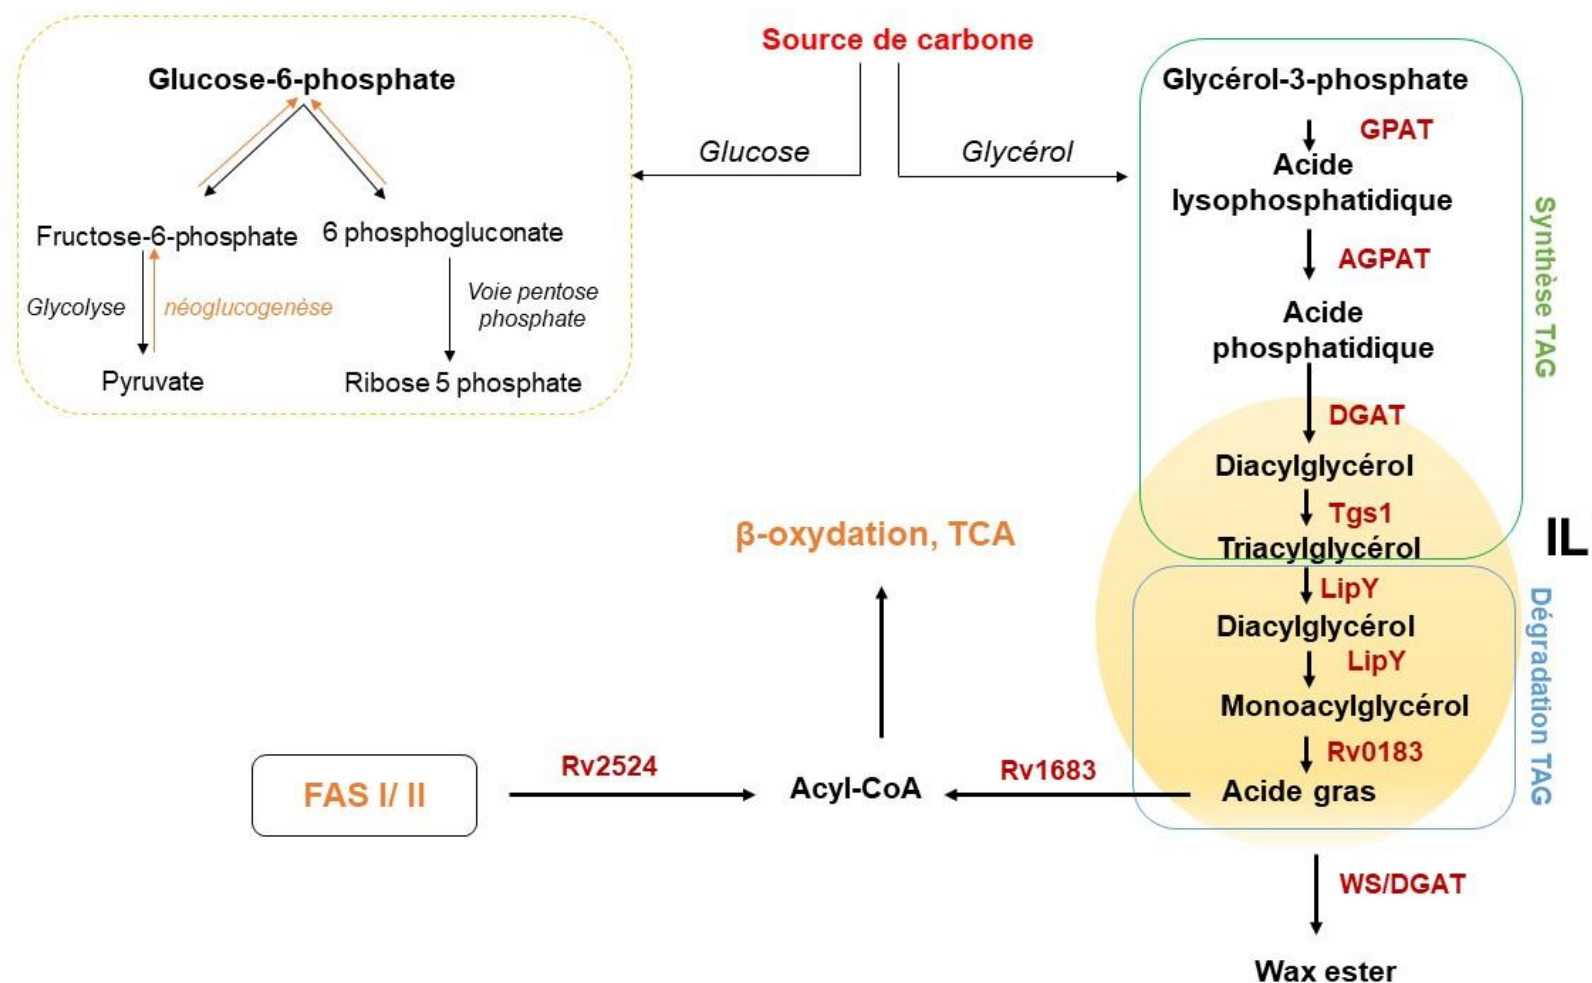 Source de carbone
Glucose
Glycérol
Glucose-6-phosphate
Fructose-6-phosphate
6 phosphogluconate
Glycolyse
néoglucogenèse
Voie pentose
phosphate
Pyruvate
Ribose 5 phosphate
Glycérol-3-phosphate
GPAT
Acide
lysophosphatidique
AGPAT
Acide
phosphatidique
DGAT
Diacylglycérol
Tgs1
Triacylglycérol
Synthèse TAG
IL
LipY
Diacylglycérol
LipY
Monoacylglycérol
Rv0183
Acide gras
Dégradation TAG
β-oxydation, TCA
FAS I/ II
Rv2524
Acyl-CoA
Rv1683
WS/DGAT
Wax ester